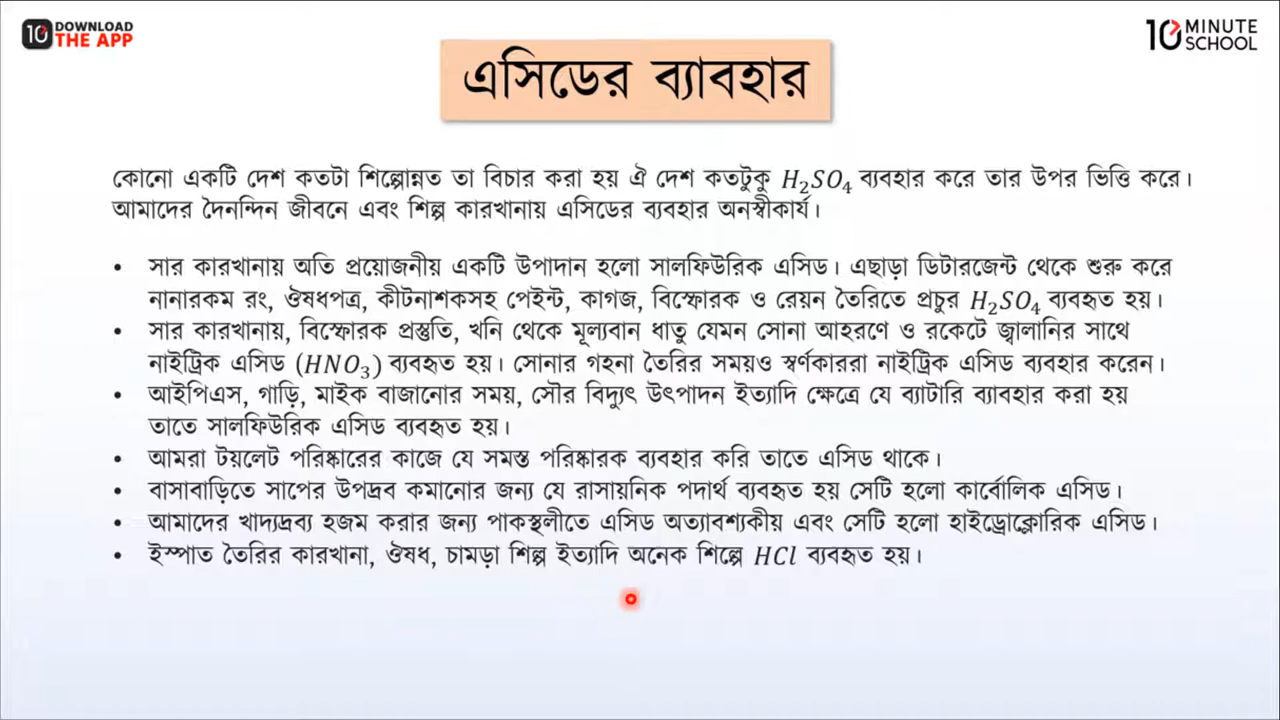 DOWNLOAD
THE APP
10 MINUTE
SCHOOL
এসিডের ব্যাবহার
কোনো একটি দেশ কতটা শিল্পোন্নত তা বিচার করা হয় ঐ দেশ কতটুকু H₂SO₄ ব্যবহার করে তার উপর ভিত্তি করে।
আমাদের দৈনন্দিন জীবনে এবং শিল্প কারখানায় এসিডের ব্যবহার অনস্বীকার্য।
• সার কারখানায় অতি প্রয়োজনীয় একটি উপাদান হলো সালফিউরিক এসিড। এছাড়া ডিটারজেন্ট থেকে শুরু করে
নানারকম রং, ঔষধপত্র, কীটনাশকসহ পেইন্ট, কাগজ, বিস্ফোরক ও রেয়ন তৈরিতে প্রচুর H₂SO₄ ব্যবহৃত হয়।
• সার কারখানায়, বিস্ফোরক প্রস্তুতি, খনি থেকে মূল্যবান ধাতু যেমন সোনা আহরণে ও রকেটে জ্বালানির সাথে
নাইট্রিক এসিড (HNO₃) ব্যবহৃত হয়। সোনার গহনা তৈরির সময়ও স্বর্ণকাররা নাইট্রিক এসিড ব্যবহার করেন।
• আইপিএস, গাড়ি, মাইক বাজানোর সময়, সৌর বিদ্যুৎ উৎপাদন ইত্যাদি ক্ষেত্রে যে ব্যাটারি ব্যাবহার করা হয়
তাতে সালফিউরিক এসিড ব্যবহৃত হয়।
• আমরা টয়লেট পরিষ্কারের কাজে যে সমস্ত পরিষ্কারক ব্যবহার করি তাতে এসিড থাকে।
• বাসাবাড়িতে সাপের উপদ্রব কমানোর জন্য যে রাসায়নিক পদার্থ ব্যবহৃত হয় সেটি হলো কার্বোলিক এসিড।
• আমাদের খাদ্যদ্রব্য হজম করার জন্য পাকস্থলীতে এসিড অত্যাবশ্যকীয় এবং সেটি হলো হাইড্রোক্লোরিক এসিড।
• ইস্পাত তৈরির কারখানা, ঔষধ, চামড়া শিল্প ইত্যাদি অনেক শিল্পে HCl ব্যবহৃত হয়।